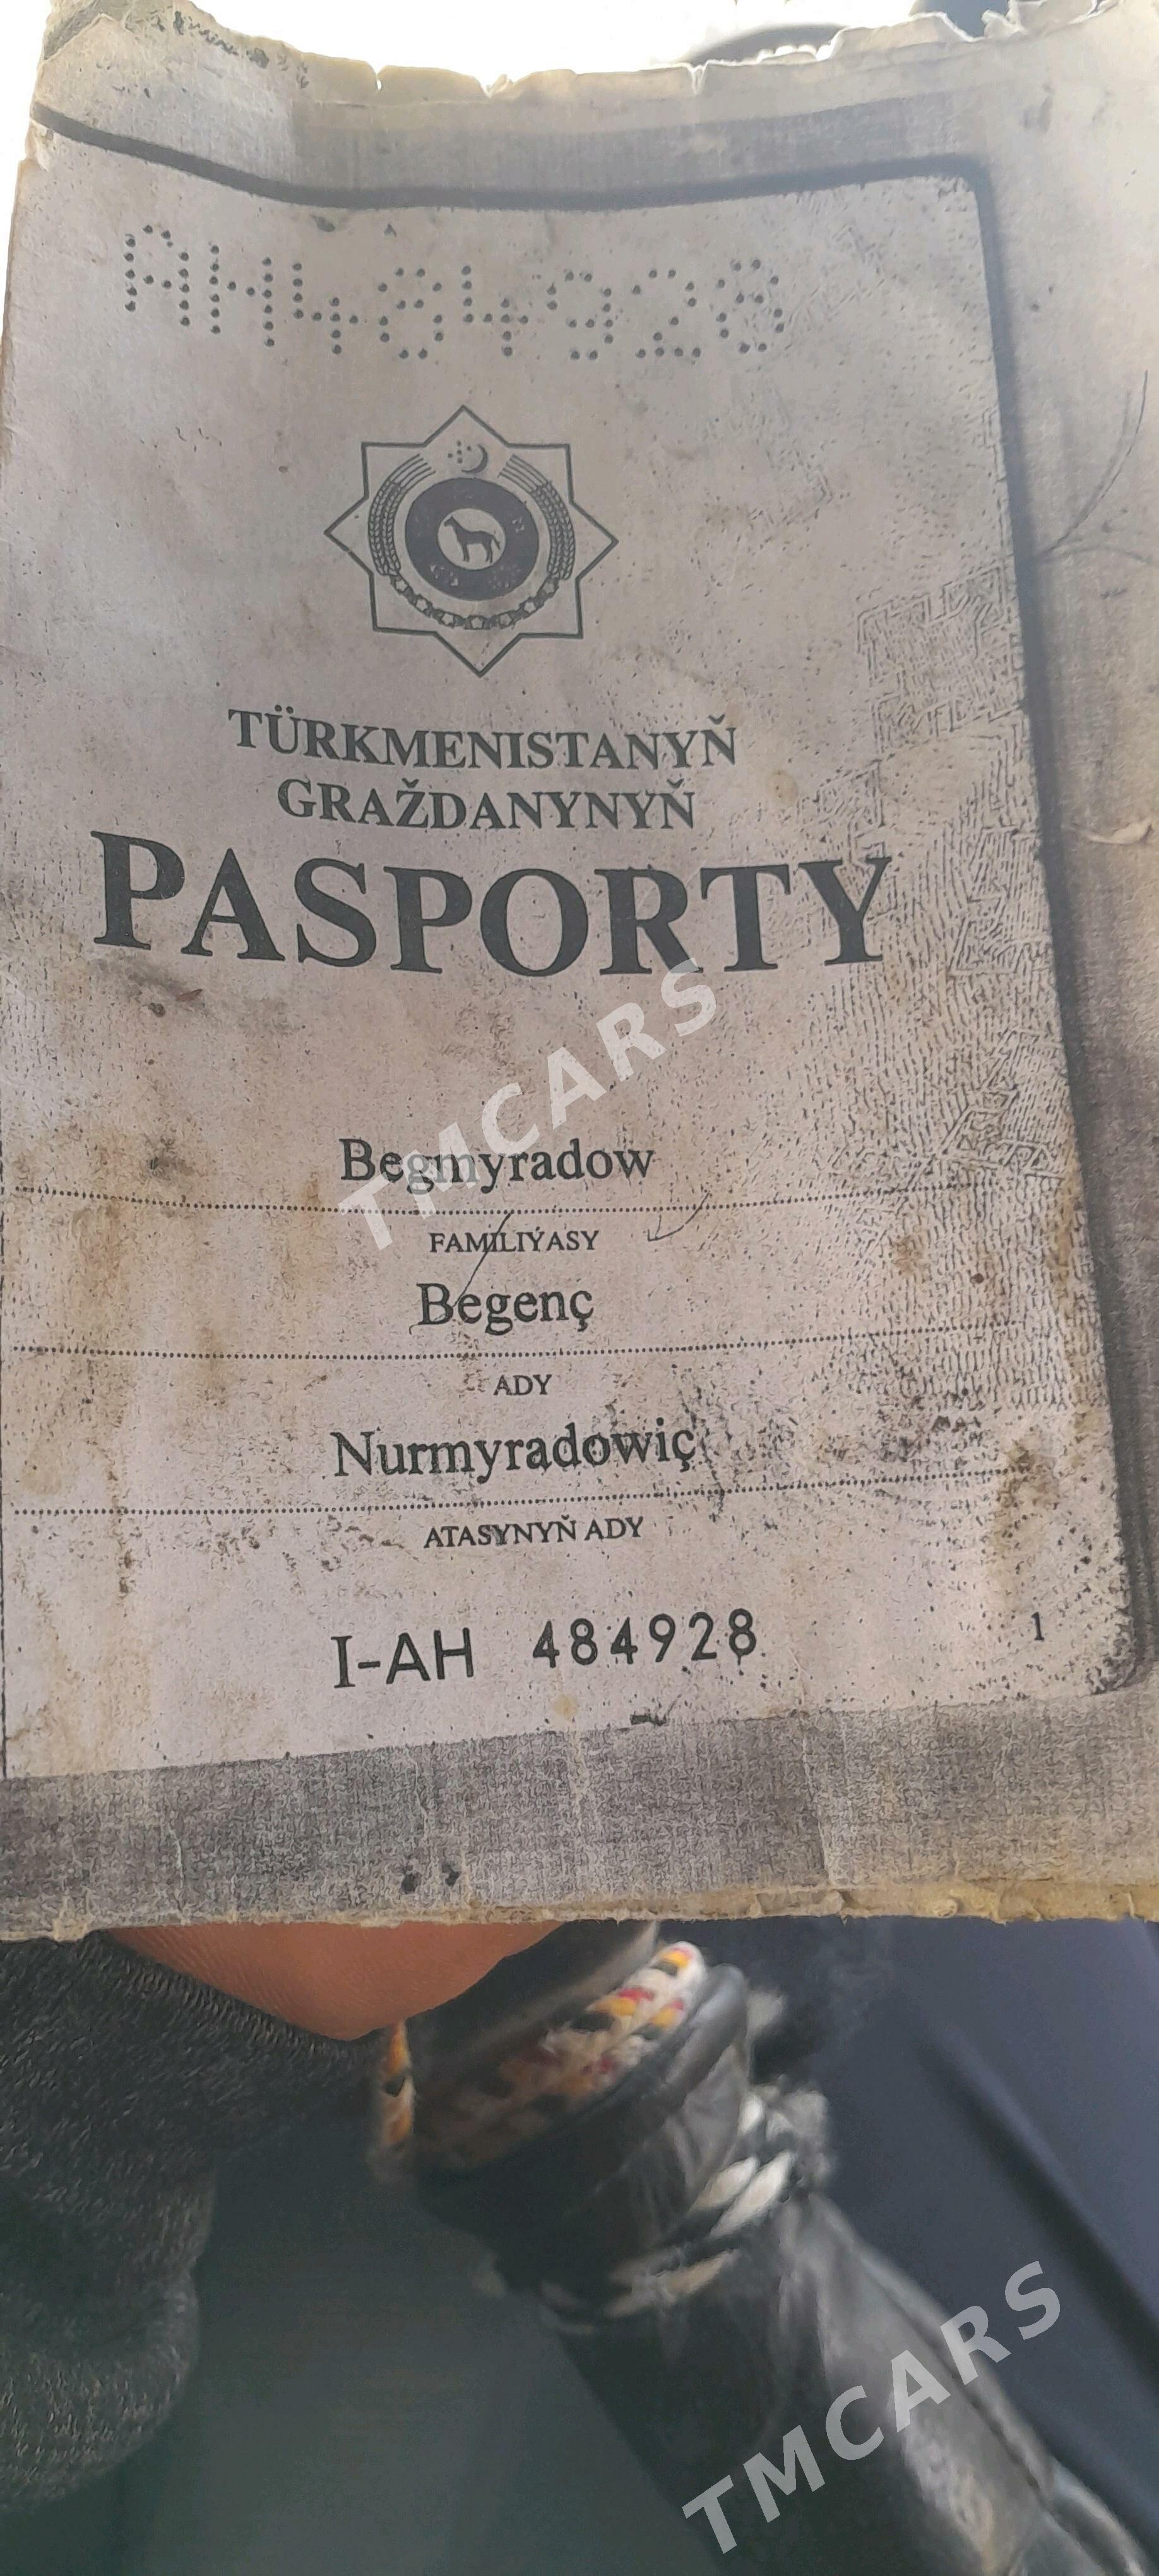 AH484928
TÜRKMENISTANYŇ
GRAŽDANYNYŇ
PASPORTY
Begmyradow
FAMILIÝASY
Begenç
ADY
Nurmyradowiç
ATASYNYŇ ADY
I-AH 484928
1
TMCARS
TMCARS